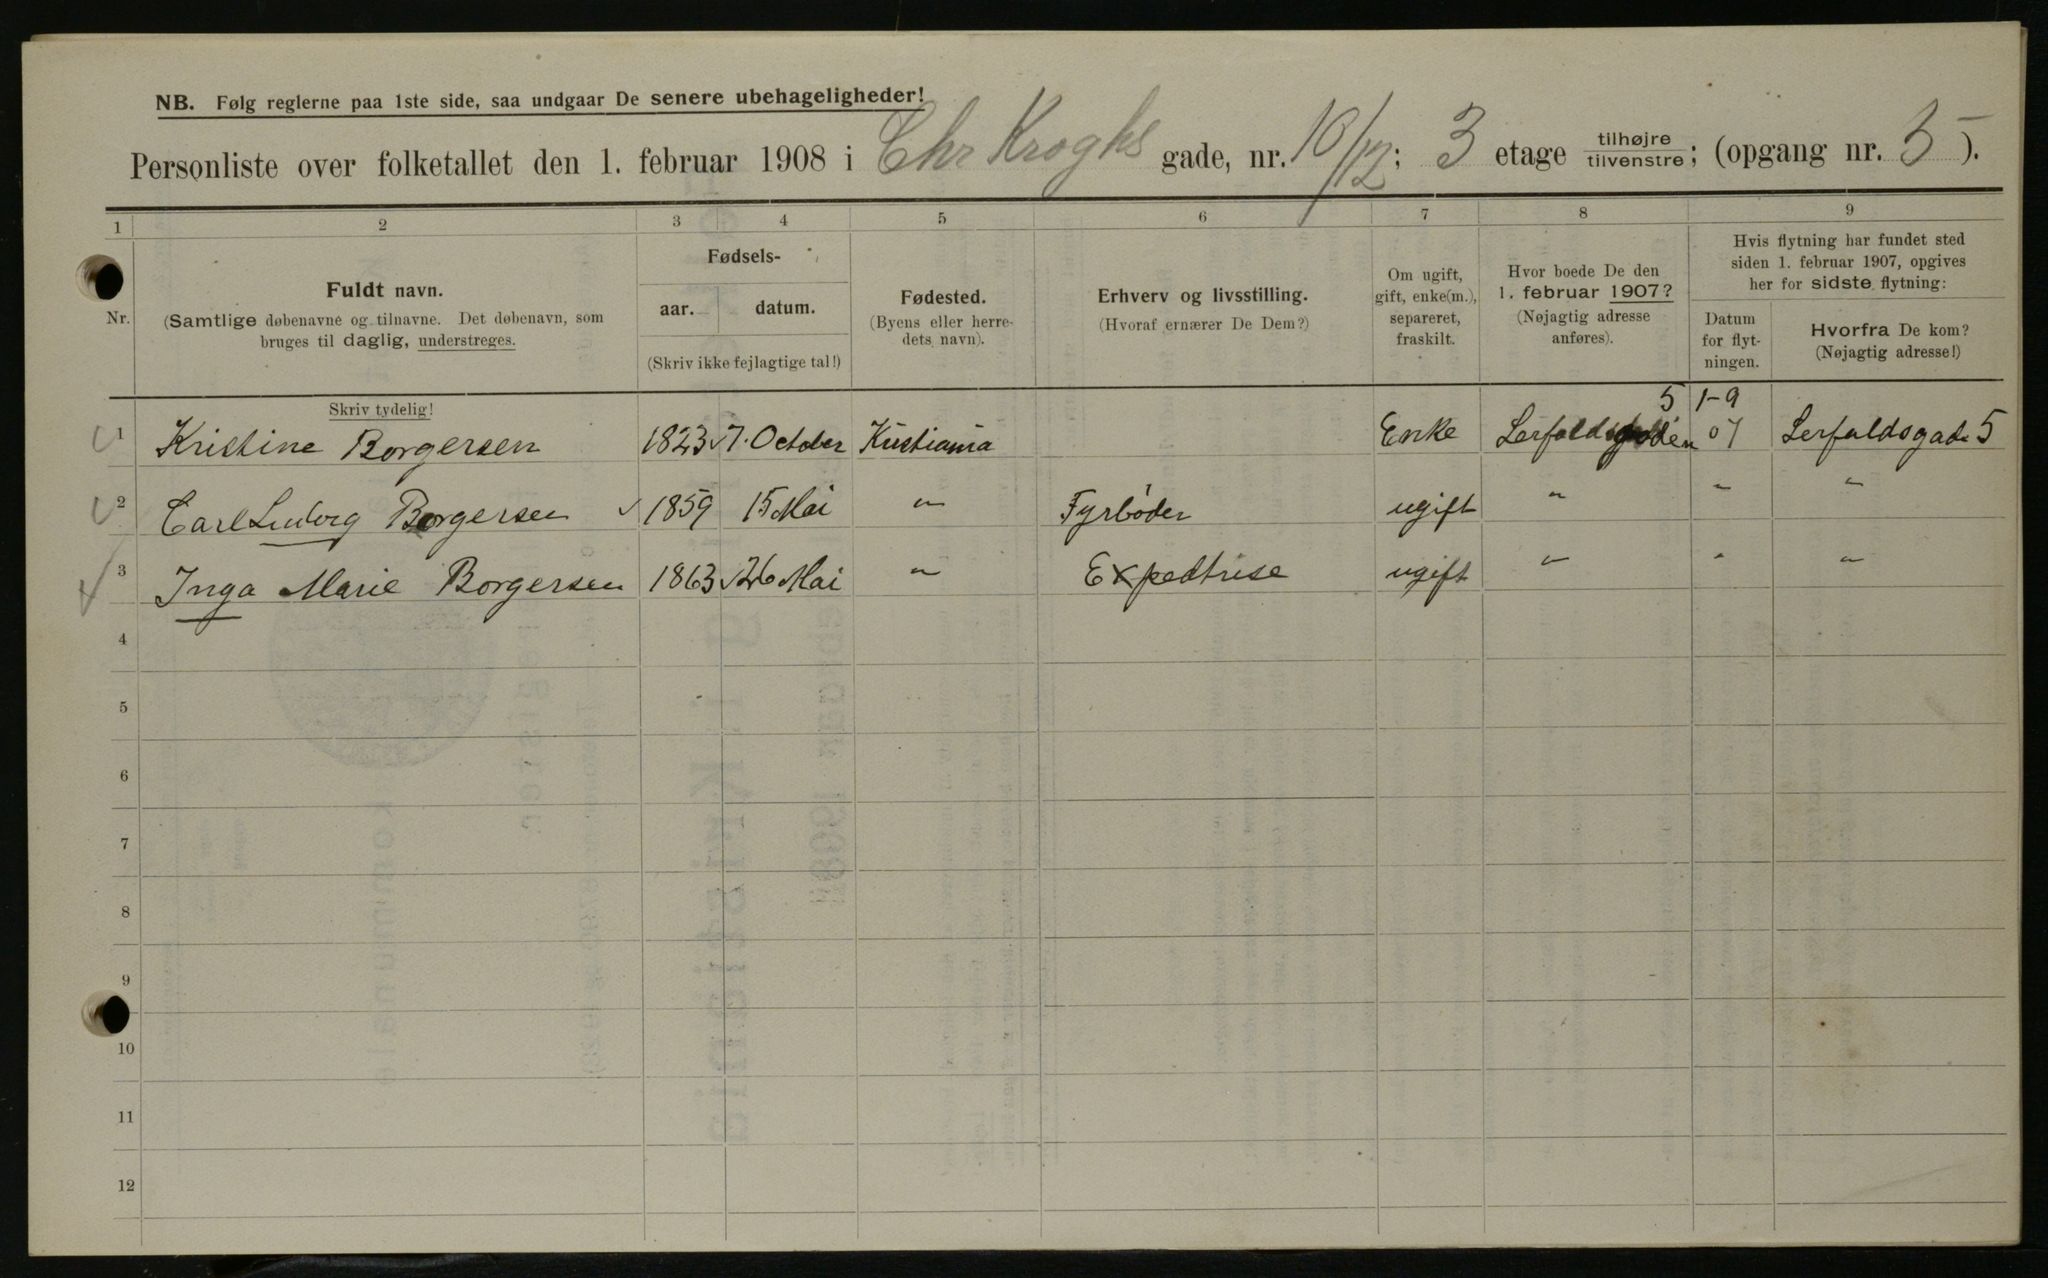 NB. Følg reglerne paa 1ste side, saa undgaar De senere ubehageligheder!
Personliste over folketallet den 1. februar 1908 i Chr Kroghs gade, nr. 10/12; 3 etage tilhøjre/tilvenstre; (opgang nr. 5).
1 2 3 4 5 6 7 8 9
Nr.
Fuldt navn.
(Samtlige døbenavne og tilnavne. Det døbenavn, som
bruges til daglig, understreges.
Fødsels-
aar. datum.
(Skriv ikke fejlagtige tal!)
Fødested.
(Byens eller herre-
dets navn).
Erhverv og livsstilling.
(Hvoraf ernærer De Dem?)
Om ugift,
gift, enke(m.),
separeret,
fraskilt.
Hvor boede De den
1. februar 1907?
(Nøjagtig adresse
anføres).
Hvis flytning har fundet sted
siden 1. februar 1907, opgives
her for sidste flytning:
Datum
for flyt-
ningen.
Hvorfra De kom?
(Nøjagtig adresse!)
Skriv tydelig!
5 1-9
1 Kristine Borgersen 1823 7. October Kristiania Enke 07 Lerfaldsgade 5
2 Carl Ludvig Borgersen 1859 15 Mai " Fyrbøder ugift " " "
3 Inga Marie Borgersen 1863 26 Mai " Expedtrise ugift " " "
4
5
6
7
8
9
10
11
12